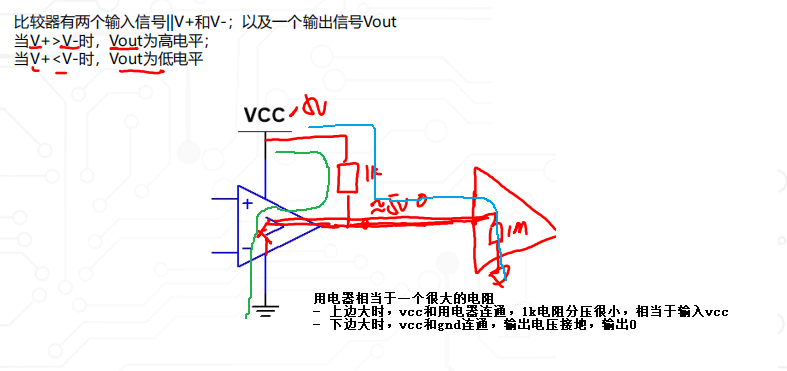 比较器有两个输入信号||V+和V-；以及一个输出信号Vout
当V+>V-时，Vout为高电平；
当V+<V-时，Vout为低电平
VCC
5V
1k
+
≈5V 0
-
1M
用电器相当于一个很大的电阻
- 上边大时，vcc和用电器连通，1k电阻分压很小，相当于输入vcc
- 下边大时，vcc和gnd连通，输出电压接地，输出0